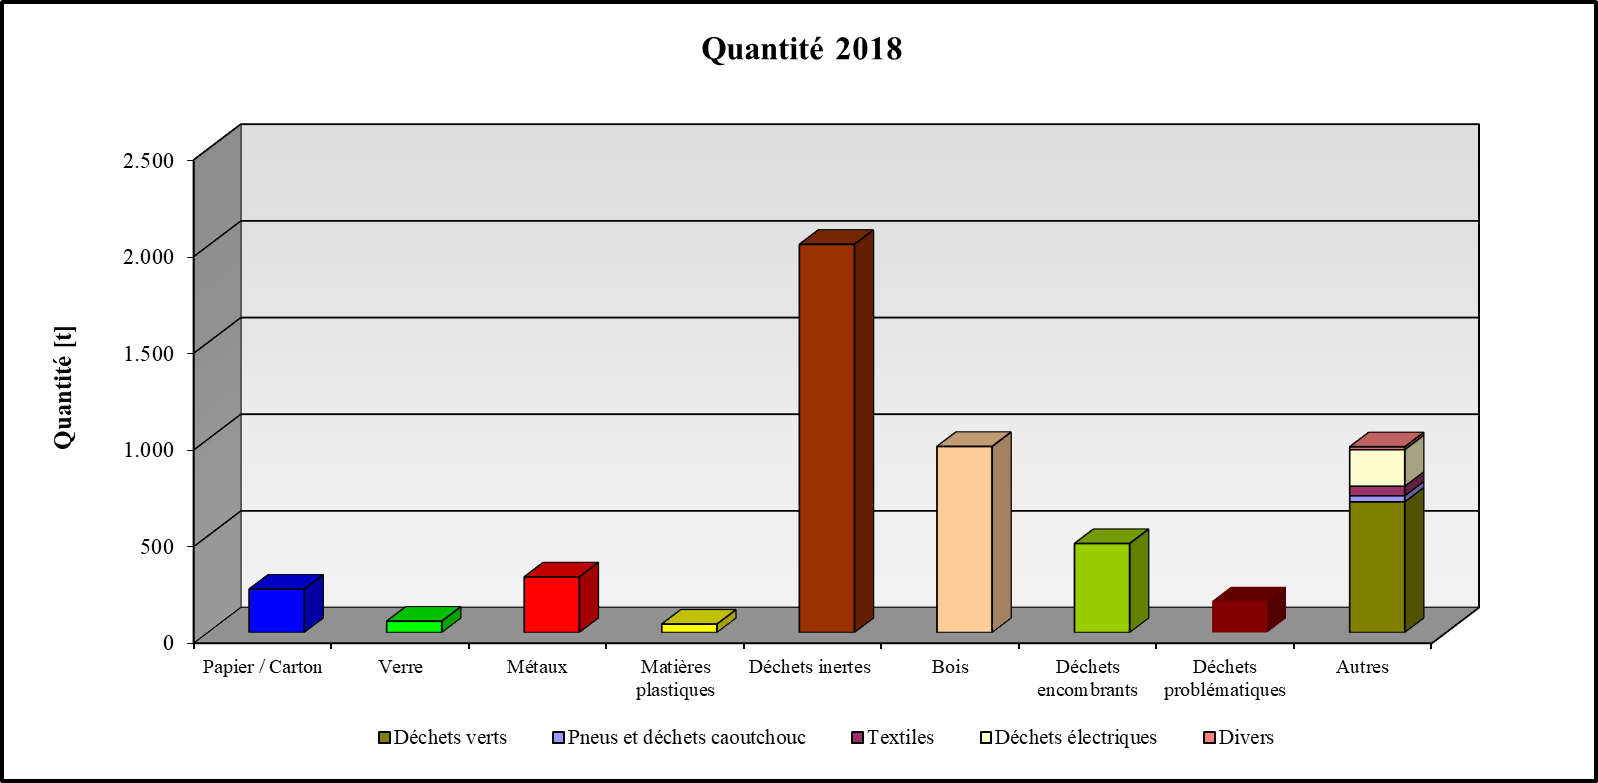 Quantité 2018
Quantité [t]
2.500
2.000
1.500
1.000
500
0
Papier / Carton
Verre
Métaux
Matières
plastiques
Déchets inertes
Bois
Déchets
encombrants
Déchets
problématiques
Autres
Déchets verts
Pneus et déchets caoutchouc
Textiles
Déchets électriques
Divers